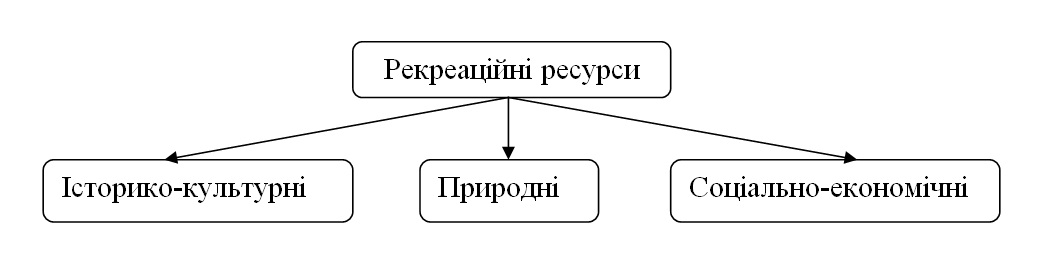 Рекреаційні ресурси
Історико-культурні
Природні
Соціально-економічні